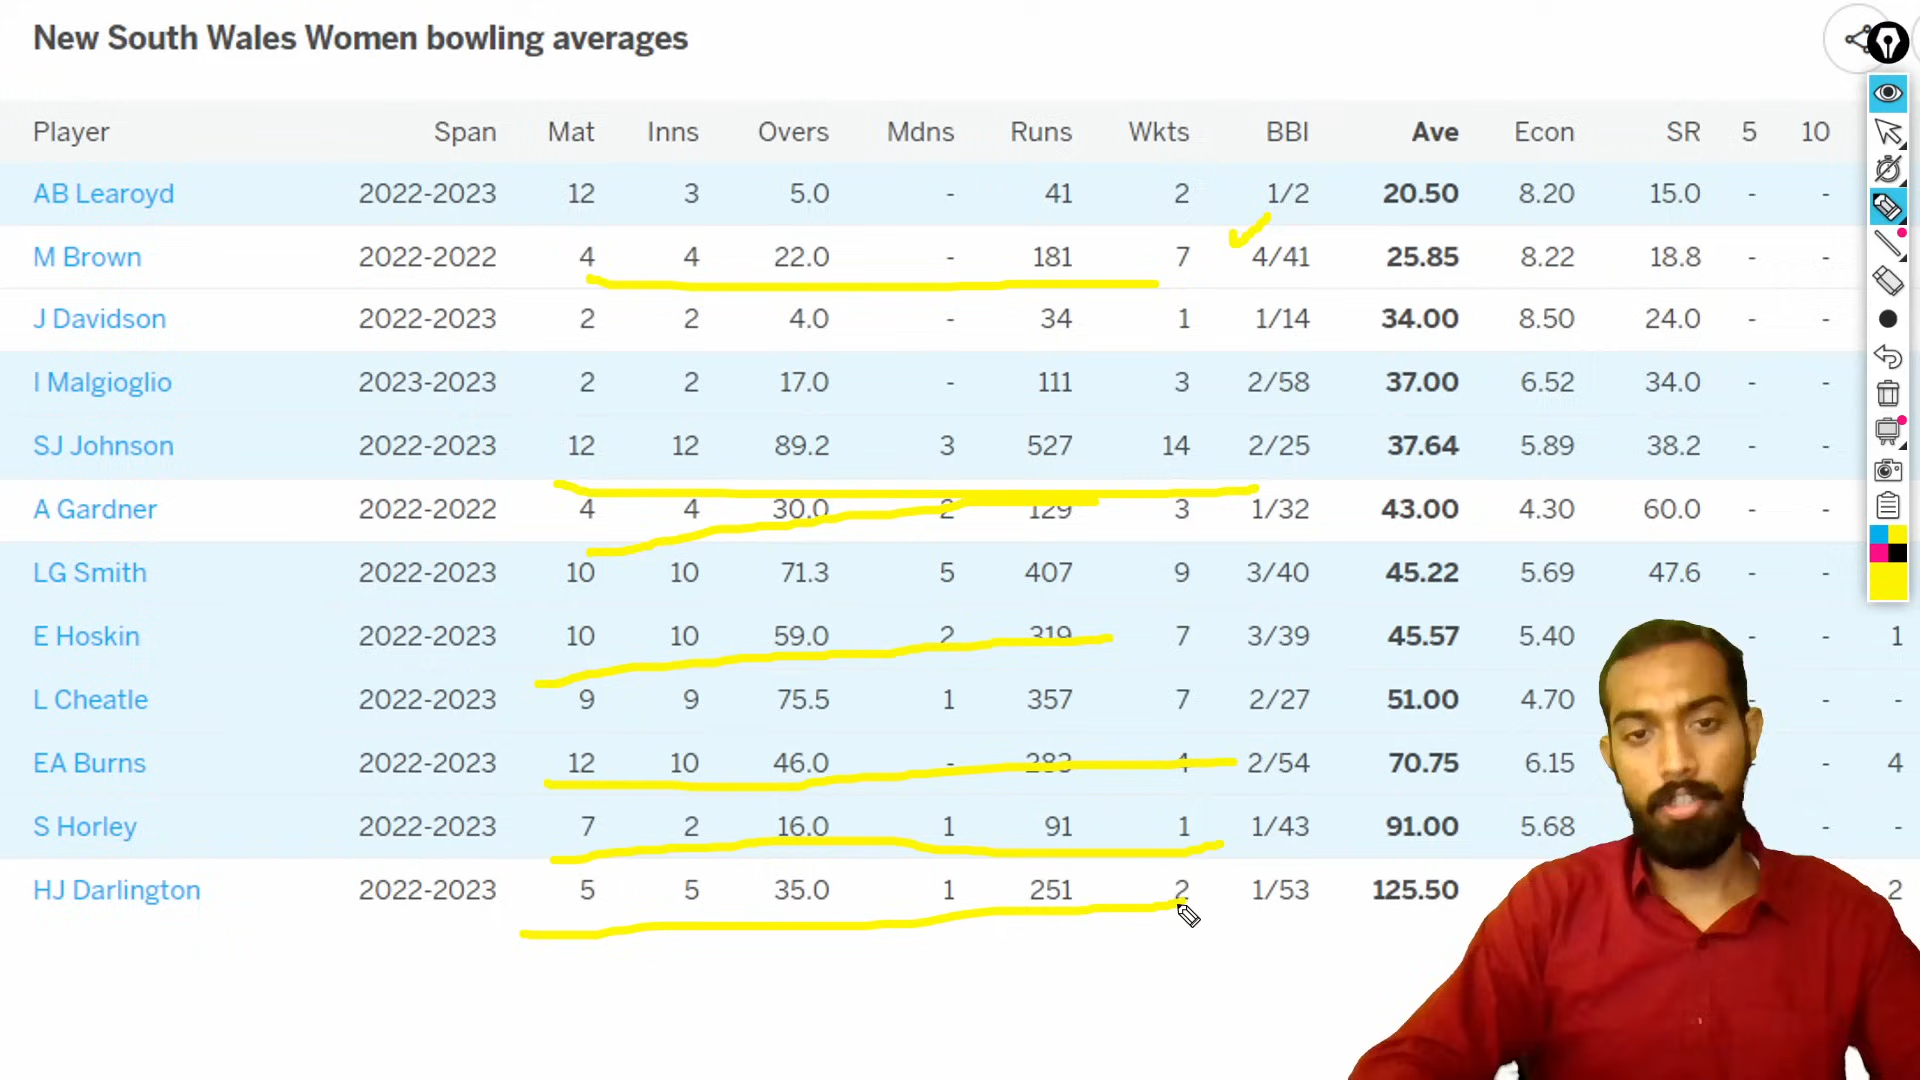 New South Wales Women bowling averages
Player Span Mat Inns Overs Mdns Runs Wkts BBI Ave Econ SR 5 10
AB Learoyd 2022-2023 12 3 5.0 - 41 2 1/2 20.50 8.20 15.0 - -
M Brown 2022-2022 4 4 22.0 - 181 7 4/41 25.85 8.22 18.8 - -
J Davidson 2022-2023 2 2 4.0 - 34 1 1/14 34.00 8.50 24.0 - -
I Malgioglio 2023-2023 2 2 17.0 - 111 3 2/58 37.00 6.52 34.0 - -
SJ Johnson 2022-2023 12 12 89.2 3 527 14 2/25 37.64 5.89 38.2 - -
A Gardner 2022-2022 4 4 30.0 2 129 3 1/32 43.00 4.30 60.0 - -
LG Smith 2022-2023 10 10 71.3 5 407 9 3/40 45.22 5.69 47.6 - -
E Hoskin 2022-2023 10 10 59.0 2 319 7 3/39 45.57 5.40 - - 1
L Cheatle 2022-2023 9 9 75.5 1 357 7 2/27 51.00 4.70 - - -
EA Burns 2022-2023 12 10 46.0 - 283 4 2/54 70.75 6.15 - - 4
S Horley 2022-2023 7 2 16.0 1 91 1 1/43 91.00 5.68 - -
HJ Darlington 2022-2023 5 5 35.0 1 251 2 1/53 125.50 2